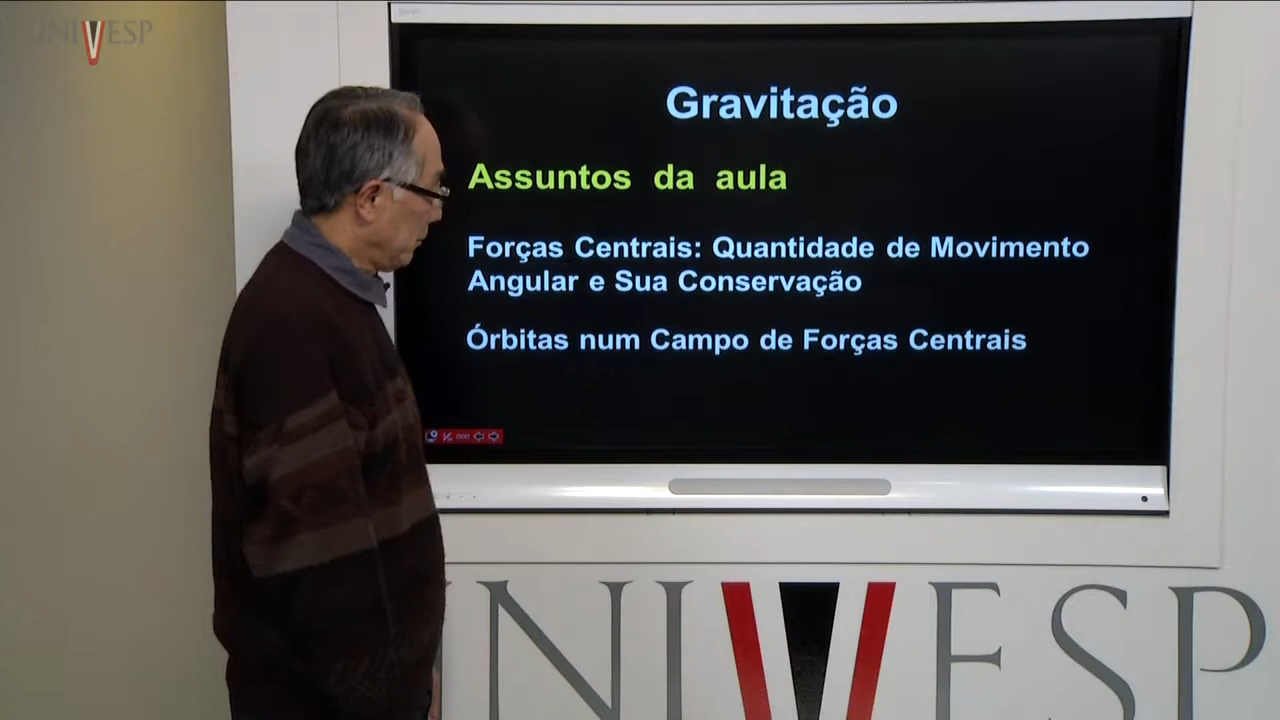 UNIVESP
Gravitação
Assuntos da aula
Forças Centrais: Quantidade de Movimento
Angular e Sua Conservação
Órbitas num Campo de Forças Centrais
UNIVESP